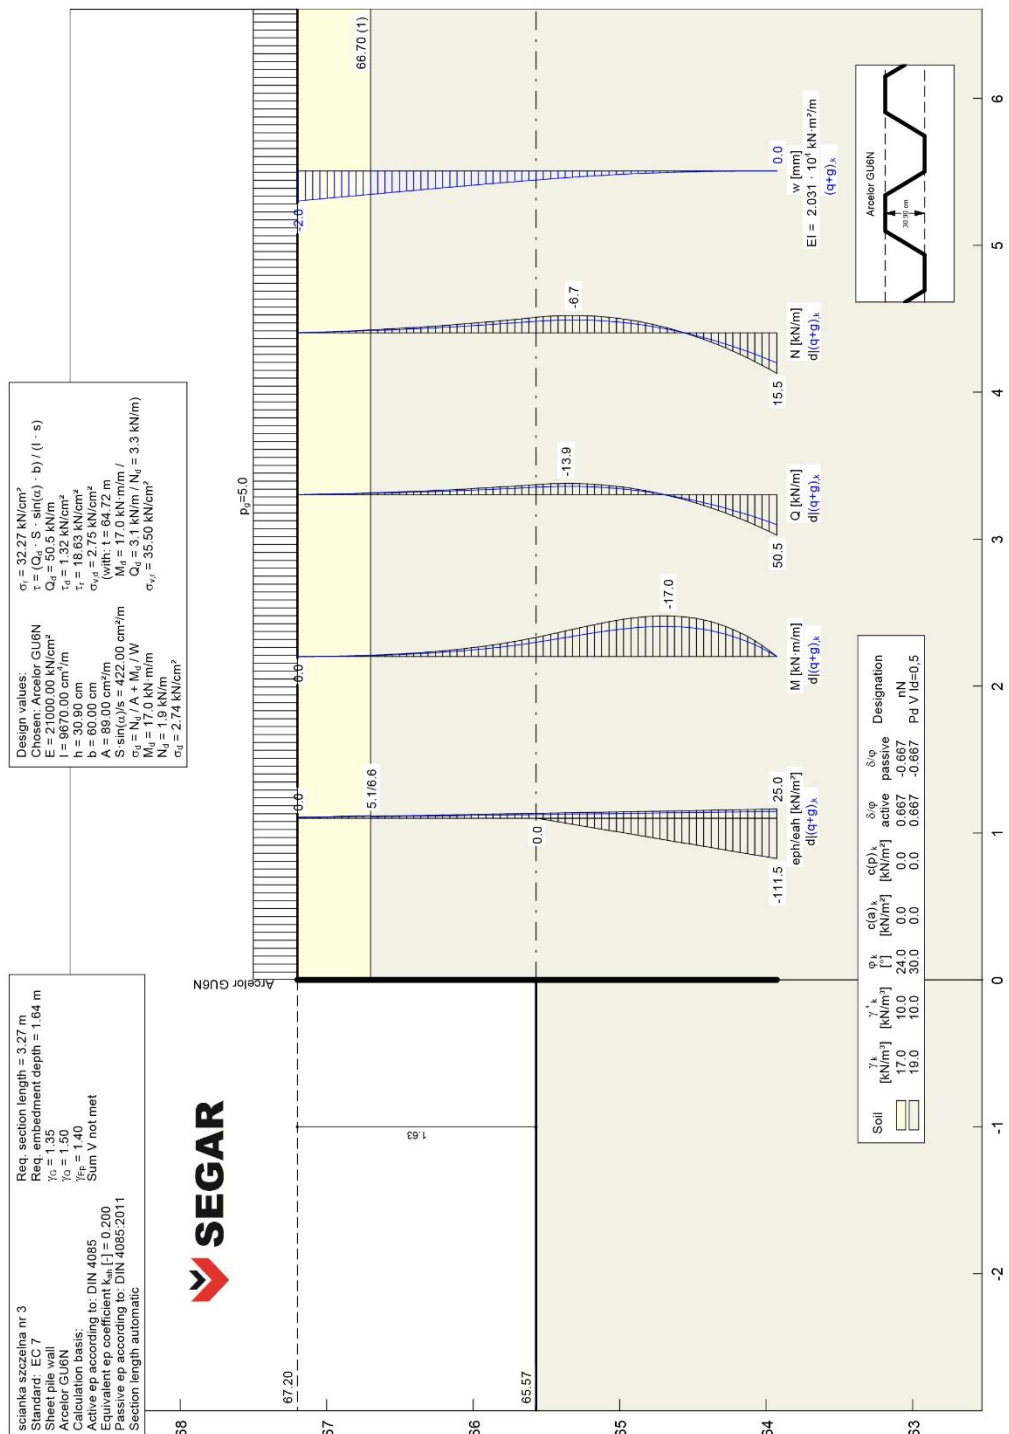 scianka szczelna nr 3
Standard: EC 7
Sheet pile wall
Arcelor GU6N
Calculation basis:
Active ep according to: DIN 4085
Equivalent ep coefficient kah [-] = 0.200
Passive ep according to: DIN 4085:2011
Section length automatic
Req. section length = 3.27 m
Req. embedment depth = 1.64 m
γG = 1.35
γQ = 1.50
γEp = 1.40
Sum V not met
Design values:
Chosen: Arcelor GU6N
E = 21000.00 kN/cm²
I = 9670.00 cm⁴/m
h = 30.90 cm
b = 60.00 cm
A = 89.00 cm²/m
S·sin(α)/s = 422.00 cm²/m
σd = Nd / A + Md / W
Md = 17.0 kN·m/m
Nd = 1.9 kN/m
σd = 2.74 kN/cm²
σr = 32.27 kN/cm²
τ = (Qd · S · sin(α) · b) / (I · s)
Qd = 50.5 kN/m
τd = 1.32 kN/cm²
τr = 18.63 kN/cm²
σv,d = 2.75 kN/cm²
(with: t = 64.72 m
Md = 17.0 kN·m/m /
Qd = 3.1 kN/m / Nd = 3.3 kN/m)
σv,r = 35.50 kN/cm²
SEGAR
67.20
65.57
1.63
Arcelor GU6N
pg=5.0
66.70 (1)
0.0
5.1/6.6
0.0
-111.5
25.0
eph/eah [kN/m²]
d|(q+g),k
0.0
-17.0
M [kN·m/m]
d|(q+g),k
-13.9
50.5
Q [kN/m]
d|(q+g),k
-6.7
15.5
N [kN/m]
d|(q+g),k
-2.0
0.0
w [mm]
EI = 2.031 · 10⁴ kN·m²/m
(q+g),k
Arcelor GU6N
30.90 cm
Soil γk γ'k φk c(a)k c(p)k δ/φ δ/φ Designation
[kN/m³] [kN/m³] [°] [kN/m²] [kN/m²] active passive
17.0 10.0 24.0 0.0 0.0 0.667 -0.667 nN
19.0 10.0 30.0 0.0 0.0 0.667 -0.667 Pd V Id=0,5
68
67
66
65
64
63
-2 -1 0 1 2 3 4 5 6